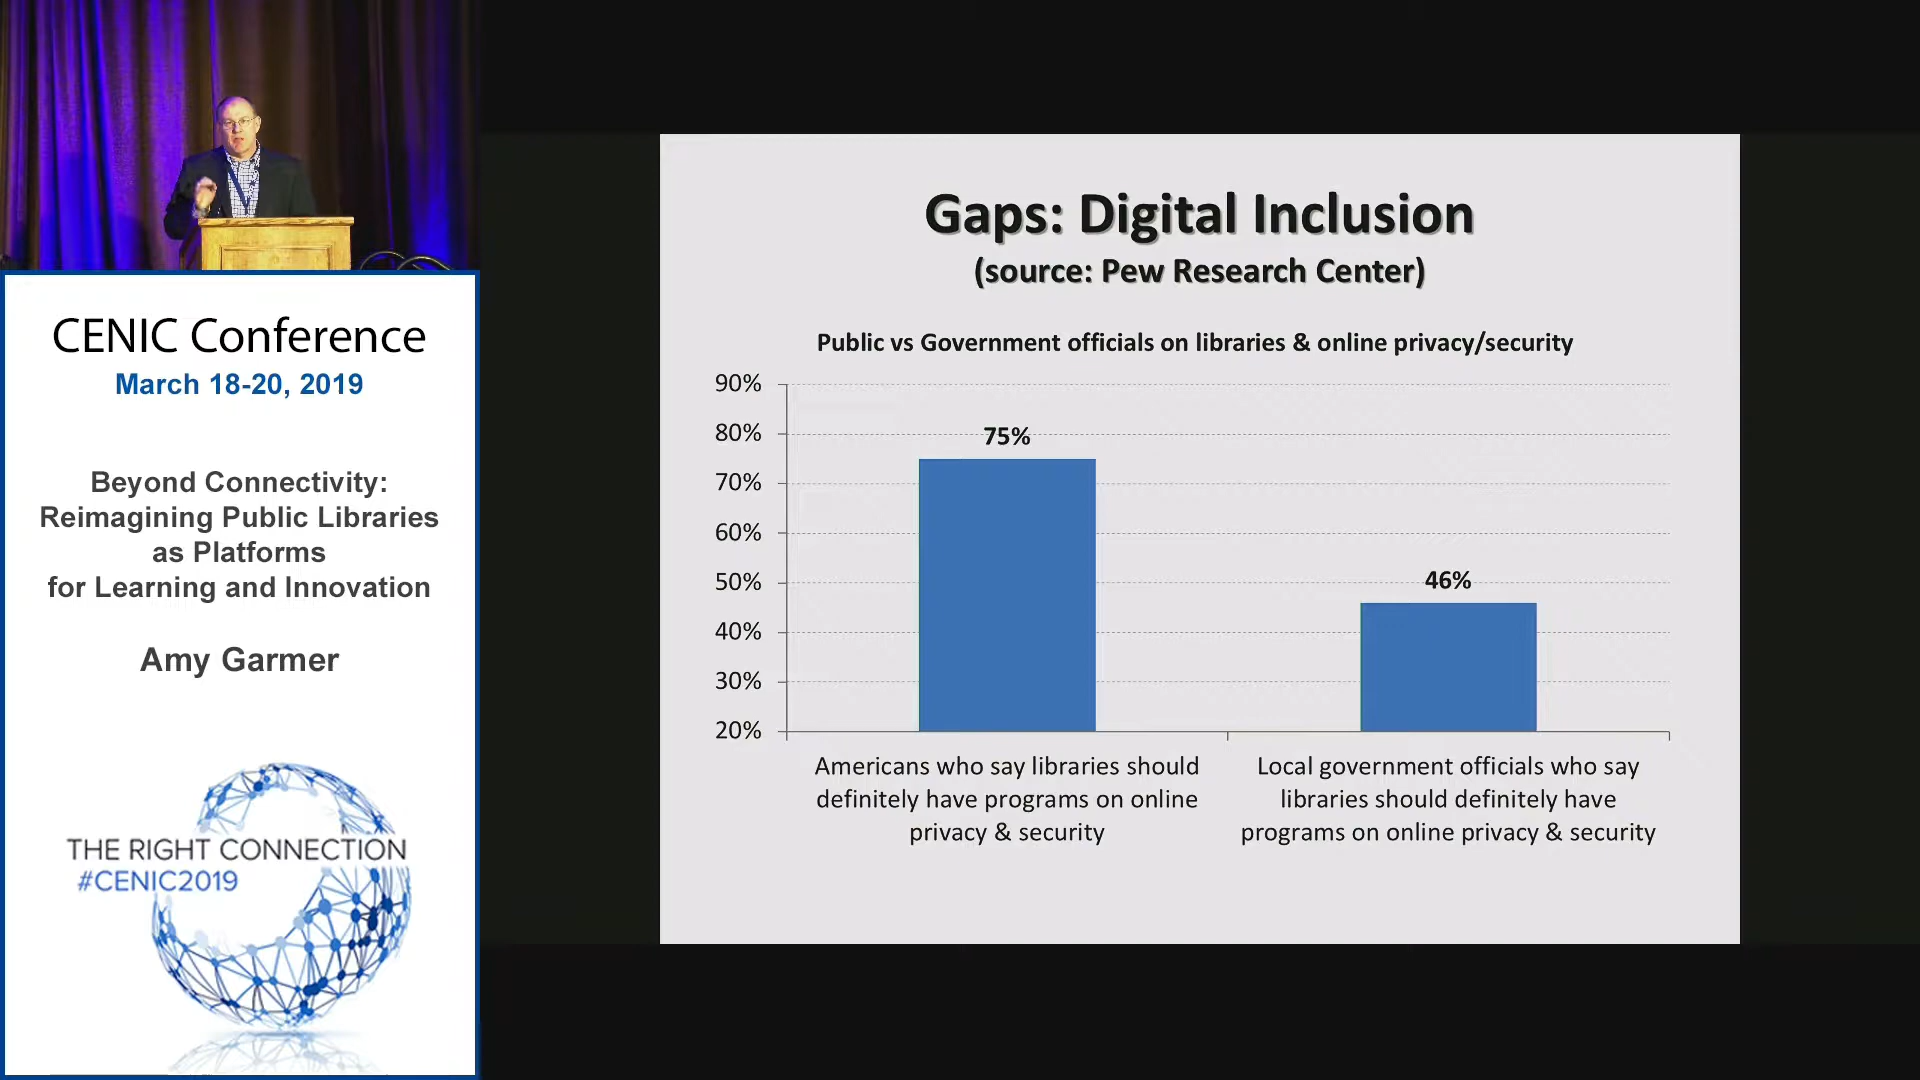 CENIC Conference
March 18-20, 2019
Beyond Connectivity:
Reimagining Public Libraries
as Platforms
for Learning and Innovation
Amy Garmer
THE RIGHT CONNECTION
#CENIC2019
Gaps: Digital Inclusion
(source: Pew Research Center)
Public vs Government officials on libraries & online privacy/security
90%
80%
70%
60%
50%
40%
30%
20%
75%
46%
Americans who say libraries should
definitely have programs on online
privacy & security
Local government officials who say
libraries should definitely have
programs on online privacy & security